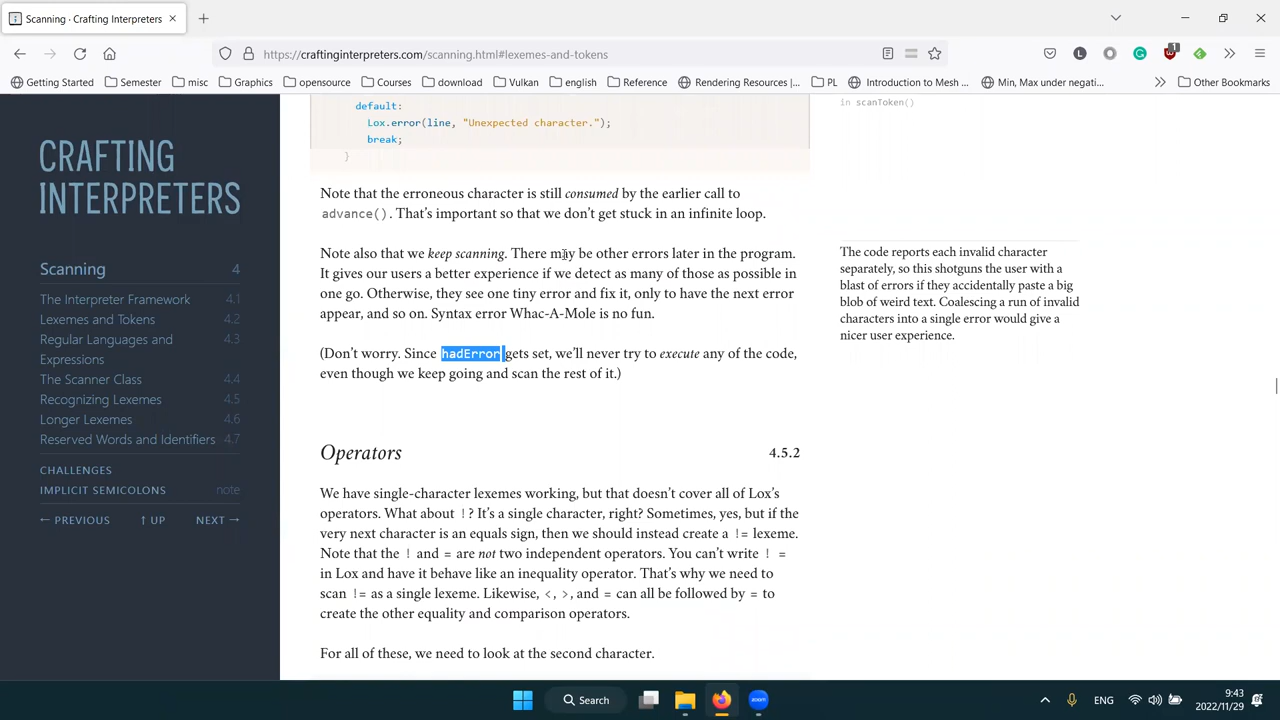 Scanning · Crafting Interpreters
https://craftinginterpreters.com/scanning.html#lexemes-and-tokens
Getting Started
Semester
misc
Graphics
opensource
Courses
download
Vulkan
english
Reference
Rendering Resources |...
PL
Introduction to Mesh ...
Min, Max under negati...
Other Bookmarks
CRAFTING
INTERPRETERS
Scanning 4
The Interpreter Framework 4.1
Lexemes and Tokens 4.2
Regular Languages and 4.3
Expressions
The Scanner Class 4.4
Recognizing Lexemes 4.5
Longer Lexemes 4.6
Reserved Words and Identifiers 4.7
CHALLENGES
IMPLICIT SEMICOLONS note
← PREVIOUS ↑ UP NEXT →
default:
Lox.error(line, "Unexpected character.");
break;
}
in scanToken()
Note that the erroneous character is still consumed by the earlier call to
advance(). That’s important so that we don’t get stuck in an infinite loop.
Note also that we keep scanning. There may be other errors later in the program.
It gives our users a better experience if we detect as many of those as possible in
one go. Otherwise, they see one tiny error and fix it, only to have the next error
appear, and so on. Syntax error Whac-A-Mole is no fun.
The code reports each invalid character
separately, so this shotguns the user with a
blast of errors if they accidentally paste a big
blob of weird text. Coalescing a run of invalid
characters into a single error would give a
nicer user experience.
(Don’t worry. Since hadError gets set, we’ll never try to execute any of the code,
even though we keep going and scan the rest of it.)
Operators 4.5.2
We have single-character lexemes working, but that doesn’t cover all of Lox’s
operators. What about !? It’s a single character, right? Sometimes, yes, but if the
very next character is an equals sign, then we should instead create a != lexeme.
Note that the ! and = are not two independent operators. You can’t write ! =
in Lox and have it behave like an inequality operator. That’s why we need to
scan != as a single lexeme. Likewise, <, >, and = can all be followed by = to
create the other equality and comparison operators.
For all of these, we need to look at the second character.
Search
zoom
ENG
9:43
2022/11/29